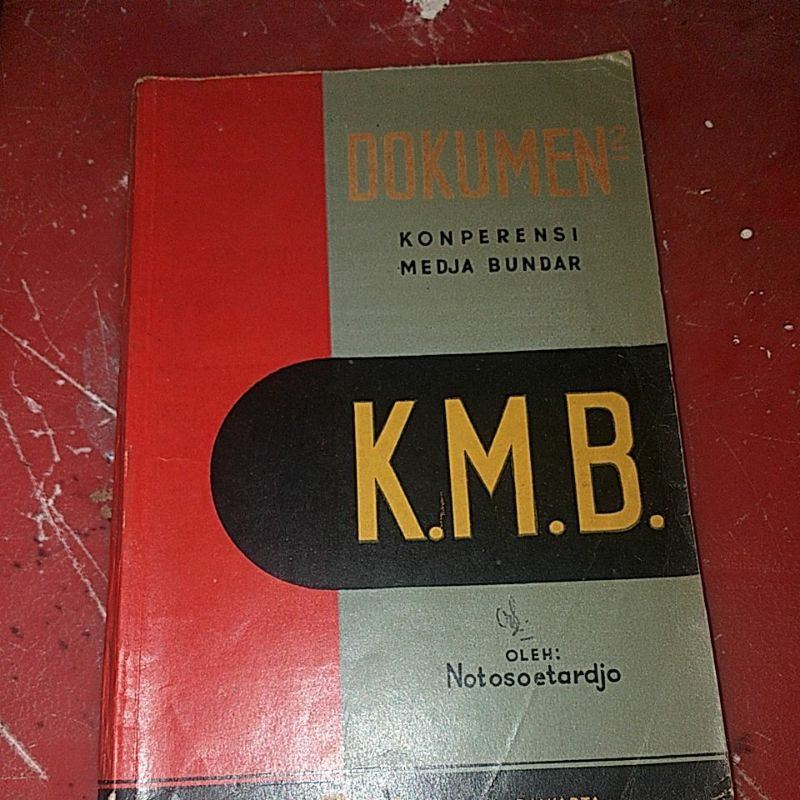 DOKUMEN²
KONPERENSI
MEDJA BUNDAR
K.M.B.
OLEH:
Notosoetardjo